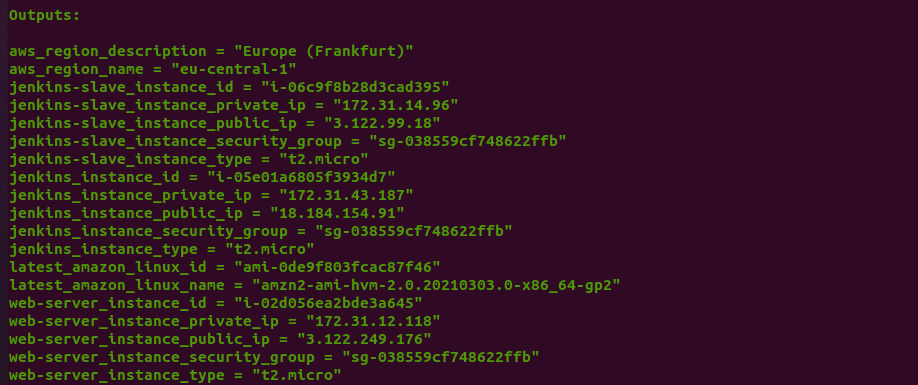 Outputs:
aws_region_description = "Europe (Frankfurt)"
aws_region_name = "eu-central-1"
jenkins-slave_instance_id = "i-06c9f8b28d3cad395"
jenkins-slave_instance_private_ip = "172.31.14.96"
jenkins-slave_instance_public_ip = "3.122.99.18"
jenkins-slave_instance_security_group = "sg-038559cf748622ffb"
jenkins-slave_instance_type = "t2.micro"
jenkins_instance_id = "i-05e01a6805f3934d7"
jenkins_instance_private_ip = "172.31.43.187"
jenkins_instance_public_ip = "18.184.154.91"
jenkins_instance_security_group = "sg-038559cf748622ffb"
jenkins_instance_type = "t2.micro"
latest_amazon_linux_id = "ami-0de9f803fcac87f46"
latest_amazon_linux_name = "amzn2-ami-hvm-2.0.20210303.0-x86_64-gp2"
web-server_instance_id = "i-02d056ea2bde3a645"
web-server_instance_private_ip = "172.31.12.118"
web-server_instance_public_ip = "3.122.249.176"
web-server_instance_security_group = "sg-038559cf748622ffb"
web-server_instance_type = "t2.micro"